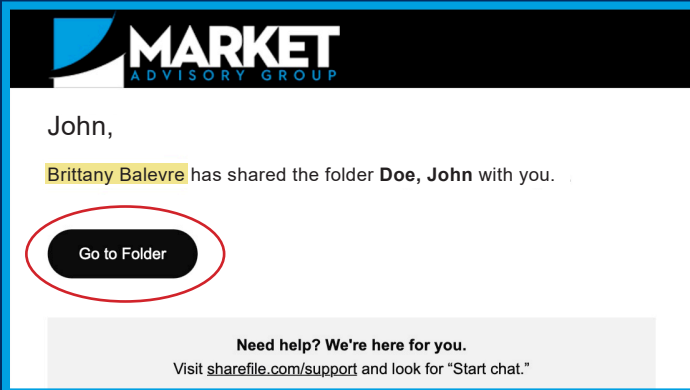 MARKET
ADVISORY GROUP
John,
Brittany Balevre has shared the folder Doe, John with you.
Go to Folder
Need help? We're here for you.
Visit sharefile.com/support and look for “Start chat.”